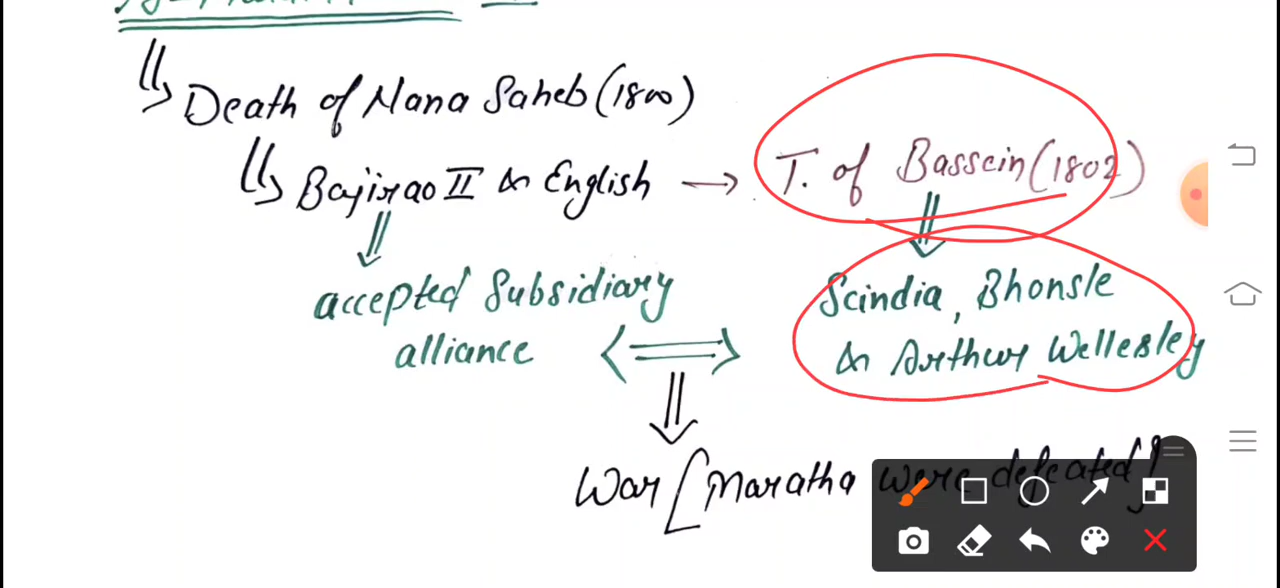 Death of Nana Saheb (1800)
Bajirao II & English → T. of Bassein (1802)
accepted Subsidiary
alliance
Scindia, Bhonsle
& Arthur Wellesley
War [Maratha were defeated]